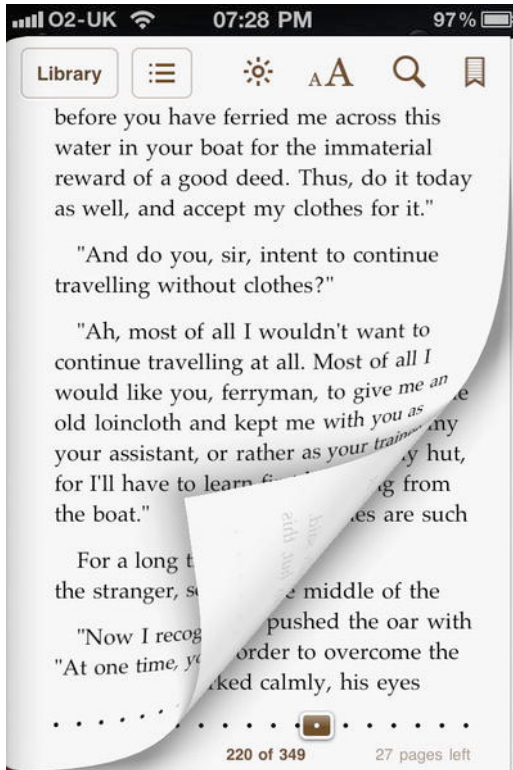 O2-UK 07:28 PM 97%
Library AA
before you have ferried me across this
water in your boat for the immaterial
reward of a good deed. Thus, do it today
as well, and accept my clothes for it."
"And do you, sir, intent to continue
travelling without clothes?"
"Ah, most of all I wouldn't want to
continue travelling at all. Most of all I
would like you, ferryman, to give me an
old loincloth and kept me with you as my
your assistant, or rather as your hut,
for I'll have to learn from
the boat." are such
For a long
the stranger, middle of the
"Now I pushed the oar with
"At one time, order to overcome the
calmly, his eyes
220 of 349 27 pages left